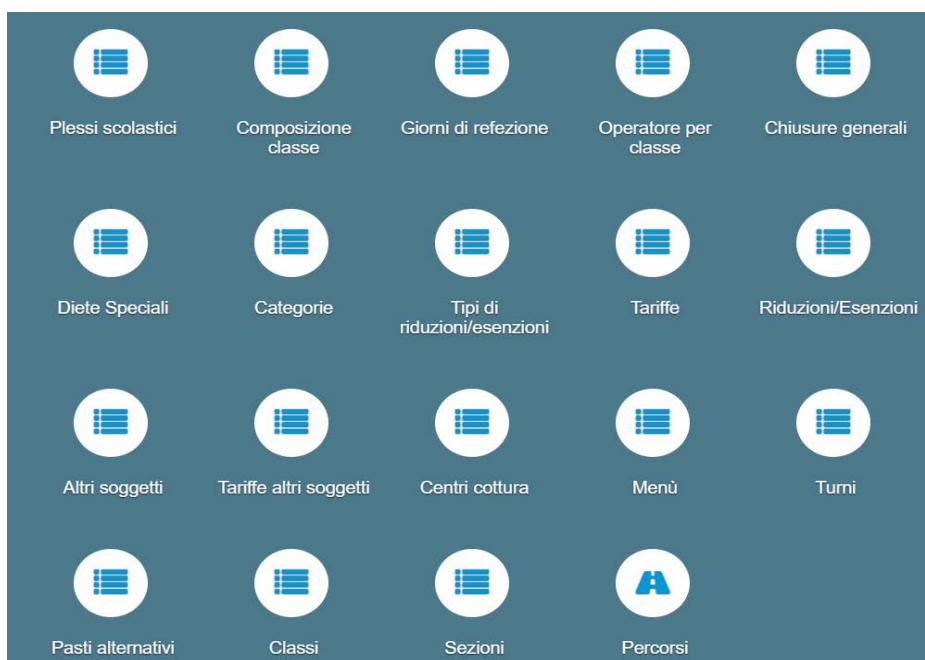 Plessi scolastici
Composizione
classe
Giorni di refezione
Operatore per
classe
Chiusure generali
Diete Speciali
Categorie
Tipi di
riduzioni/esenzioni
Tariffe
Riduzioni/Esenzioni
Altri soggetti
Tariffe altri soggetti
Centri cottura
Menù
Turni
Pasti alternativi
Classi
Sezioni
Percorsi